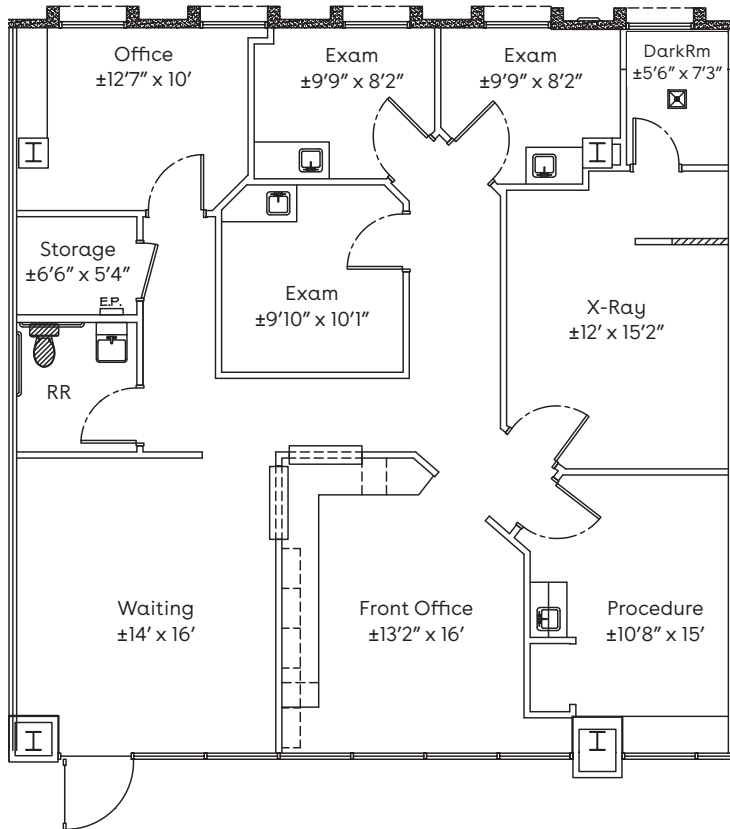 Office
±12'7" x 10'
Exam
±9'9" x 8'2"
Exam
±9'9" x 8'2"
DarkRm
±5'6" x 7'3"
Storage
±6'6" x 5'4"
E.P.
Exam
±9'10" x 10'1"
X-Ray
±12' x 15'2"
RR
Waiting
±14' x 16'
Front Office
±13'2" x 16'
Procedure
±10'8" x 15'